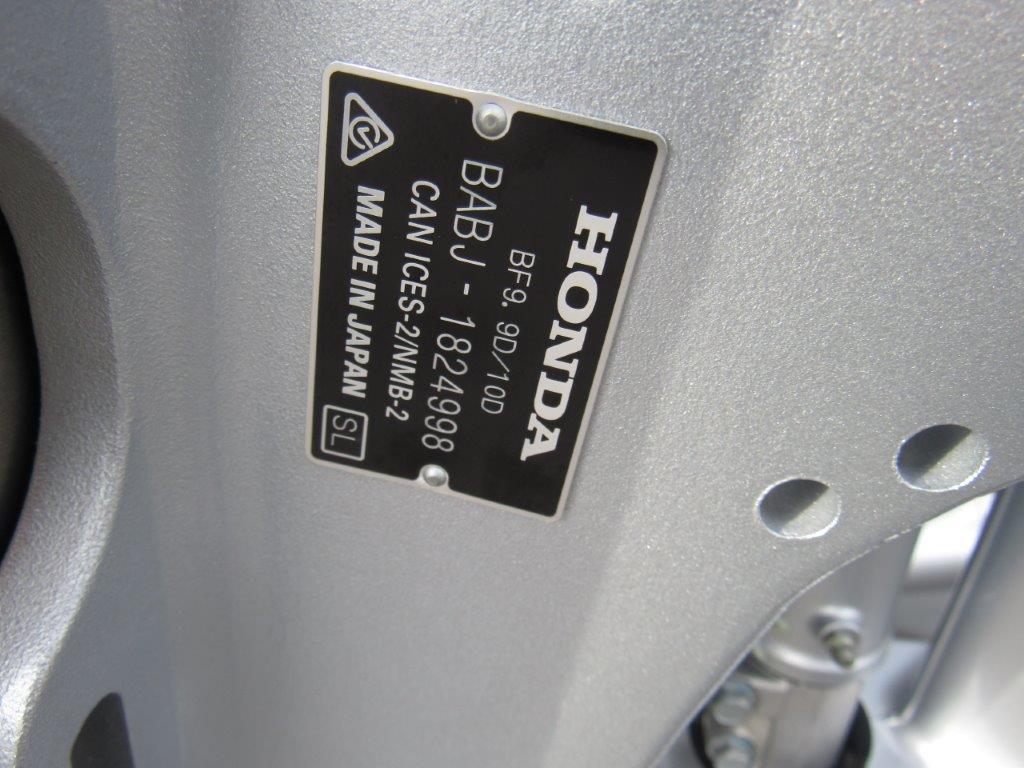 HONDA
BF9.9D/10D
BABJ-1824998
CAN ICES-2/NMB-2
MADE IN JAPAN SL